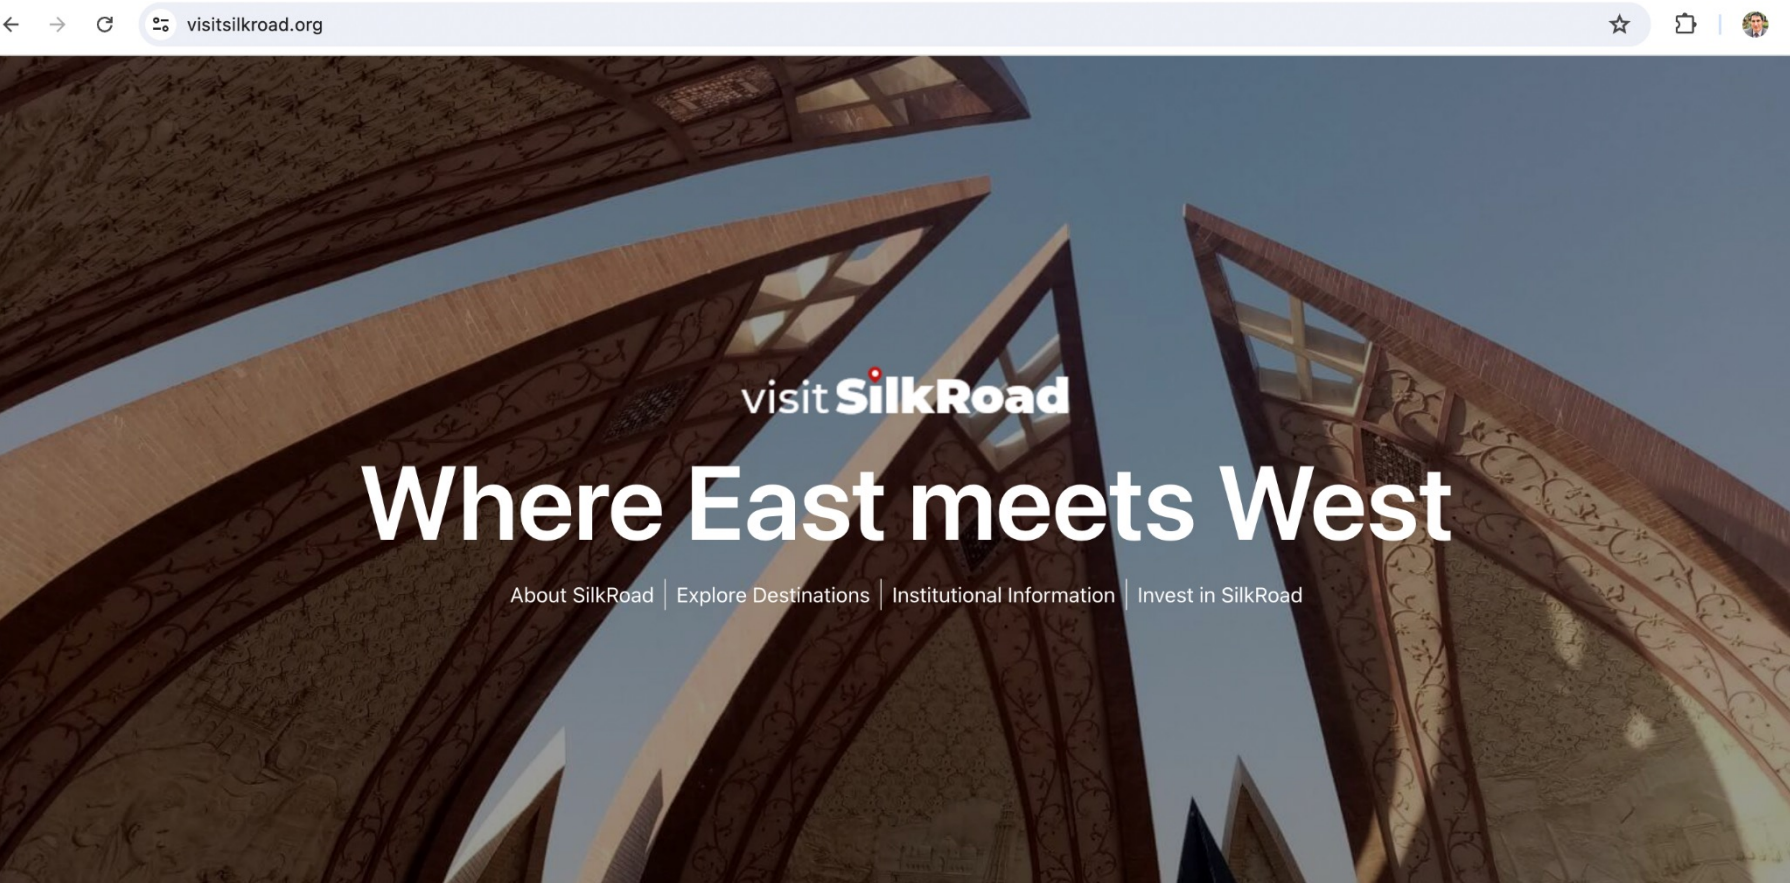 visitsilkroad.org
visit SilkRoad
Where East meets West
About SilkRoad | Explore Destinations | Institutional Information | Invest in SilkRoad